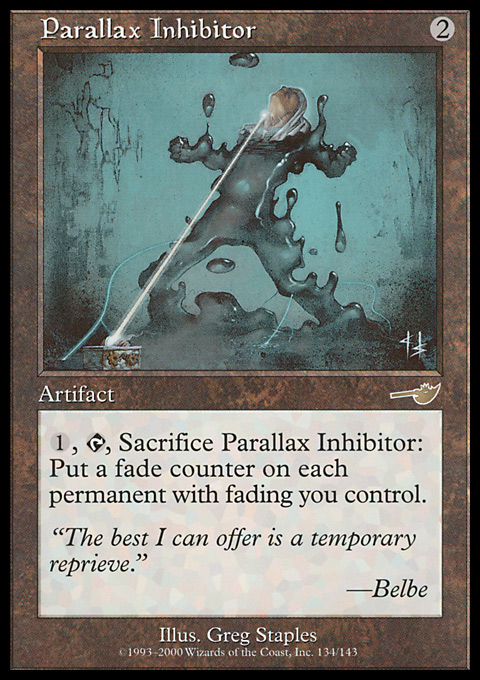 Parallax Inhibitor 2
Artifact
1, , Sacrifice Parallax Inhibitor:
Put a fade counter on each
permanent with fading you control.
“The best I can offer is a temporary
reprieve.”
—Belbe
Illus. Greg Staples
©1993–2000 Wizards of the Coast, Inc. 134/143